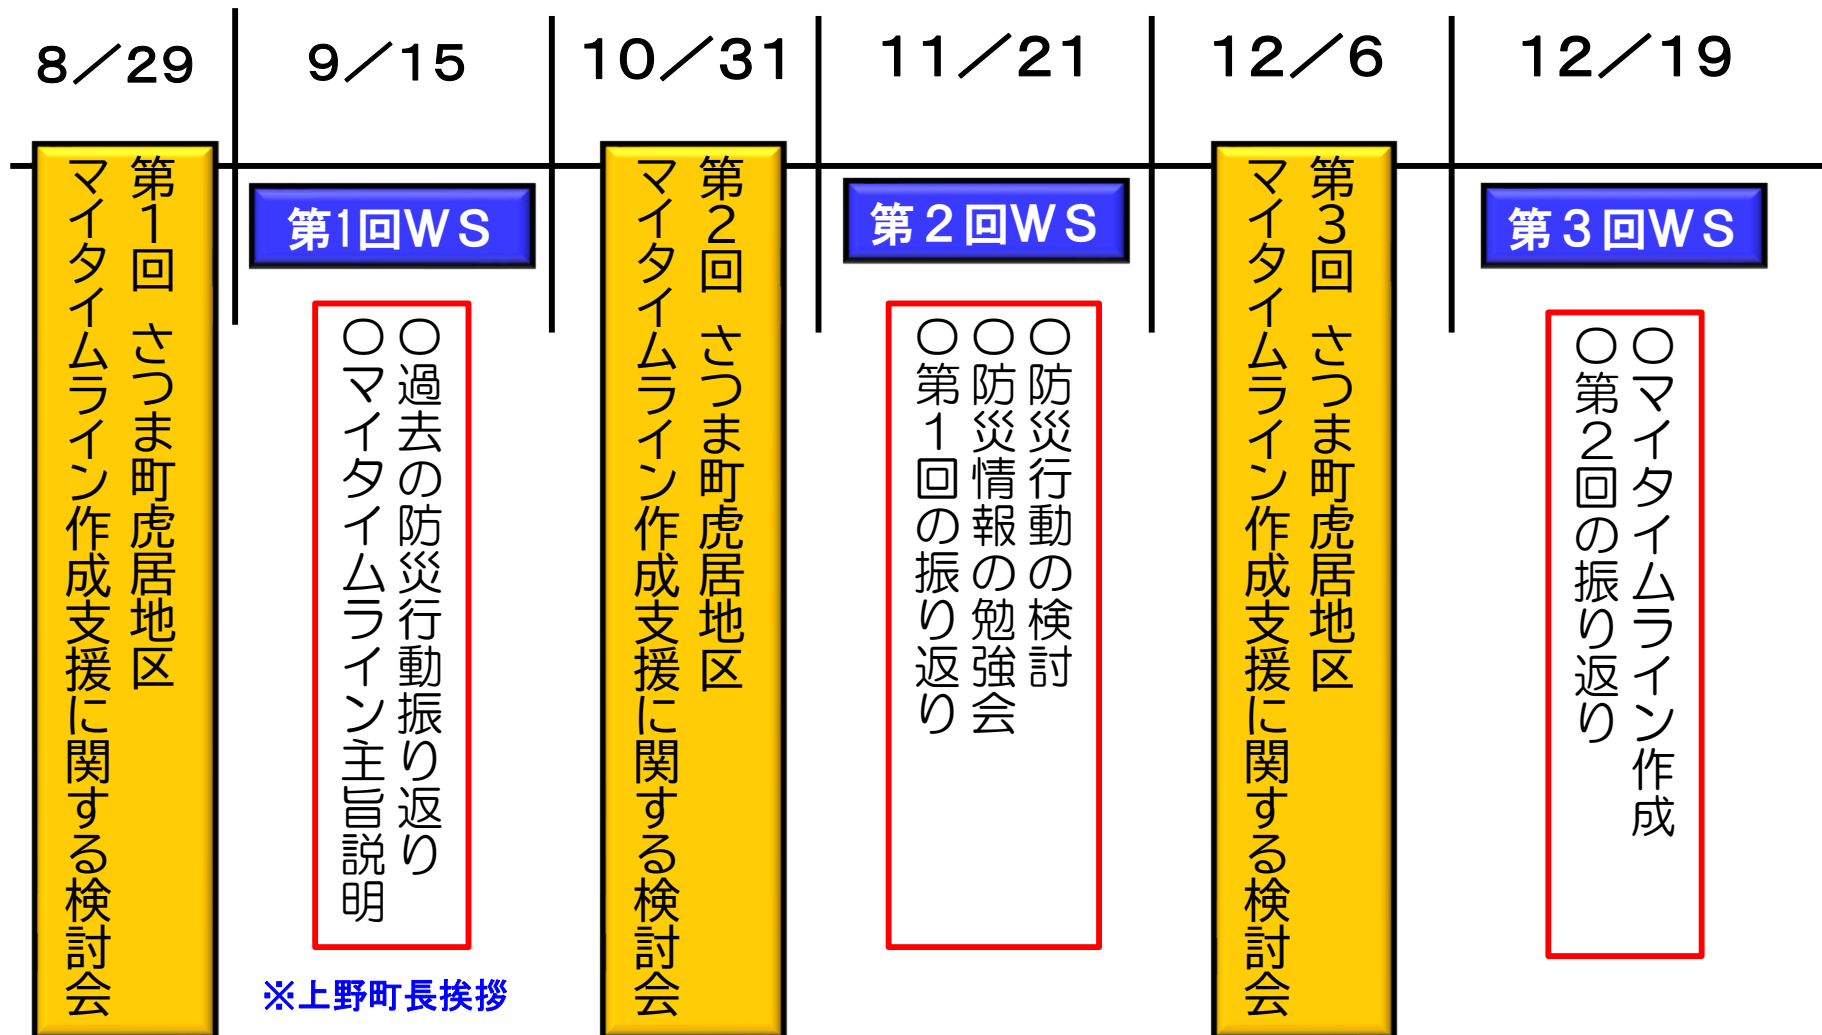 8／29
9／15
10／31
11／21
12／6
12／19
第1回 さつま町虎居地区
マイタイムライン作成支援に関する検討会
第1回ＷＳ
○過去の防災行動振り返り
○マイタイムライン主旨説明
※上野町長挨拶
第２回 さつま町虎居地区
マイタイムライン作成支援に関する検討会
第２回ＷＳ
○防災行動の検討
○防災情報の勉強会
○第１回の振り返り
第３回 さつま町虎居地区
マイタイムライン作成支援に関する検討会
第３回ＷＳ
○マイタイムライン作成
○第２回の振り返り